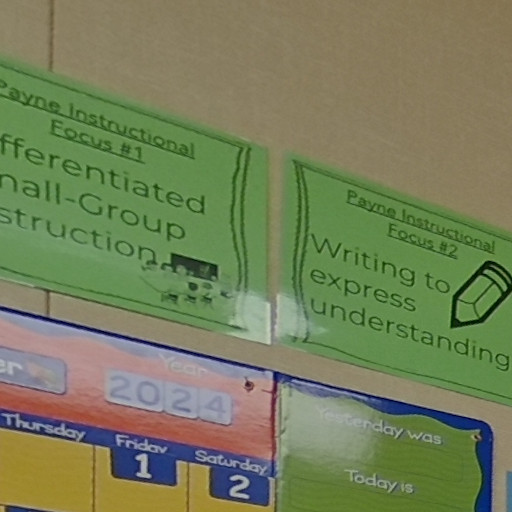 Payne Instructional
Focus #1
fferentiated
mall-Group
struction
Payne Instructional
Focus #2
Writing to
express
understanding
er
Year
2024
Thursday
Friday
Saturday
1
2
Yesterday was
Today is